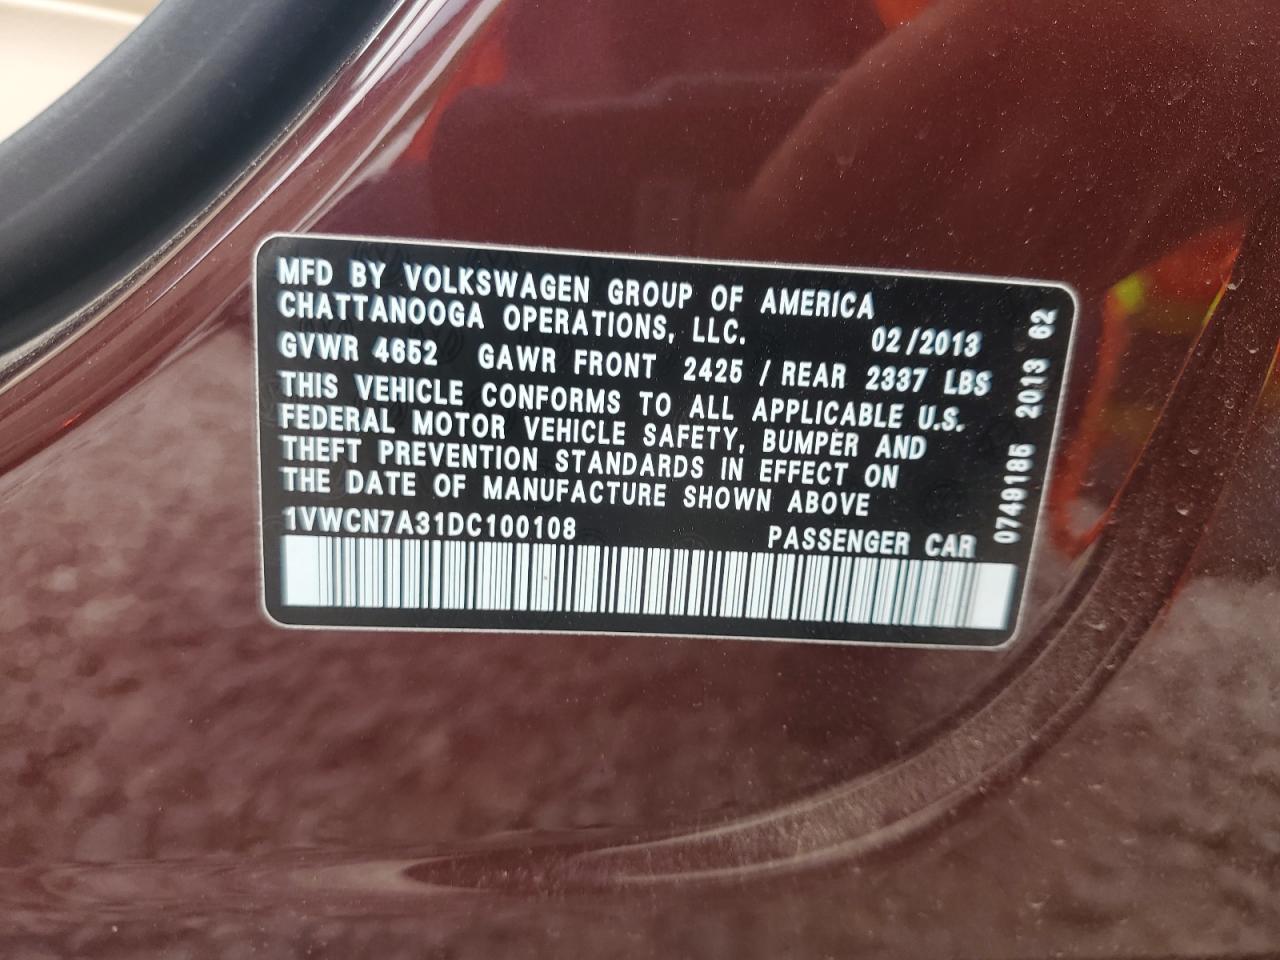 MFD BY VOLKSWAGEN GROUP OF AMERICA
CHATTANOOGA OPERATIONS, LLC. 02/2013
GVWR 4652 GAWR FRONT 2425 / REAR 2337 LBS
THIS VEHICLE CONFORMS TO ALL APPLICABLE U.S.
FEDERAL MOTOR VEHICLE SAFETY, BUMPER AND
THEFT PREVENTION STANDARDS IN EFFECT ON
THE DATE OF MANUFACTURE SHOWN ABOVE
1VWCN7A31DC100108 PASSENGER CAR
0749185 2013 62